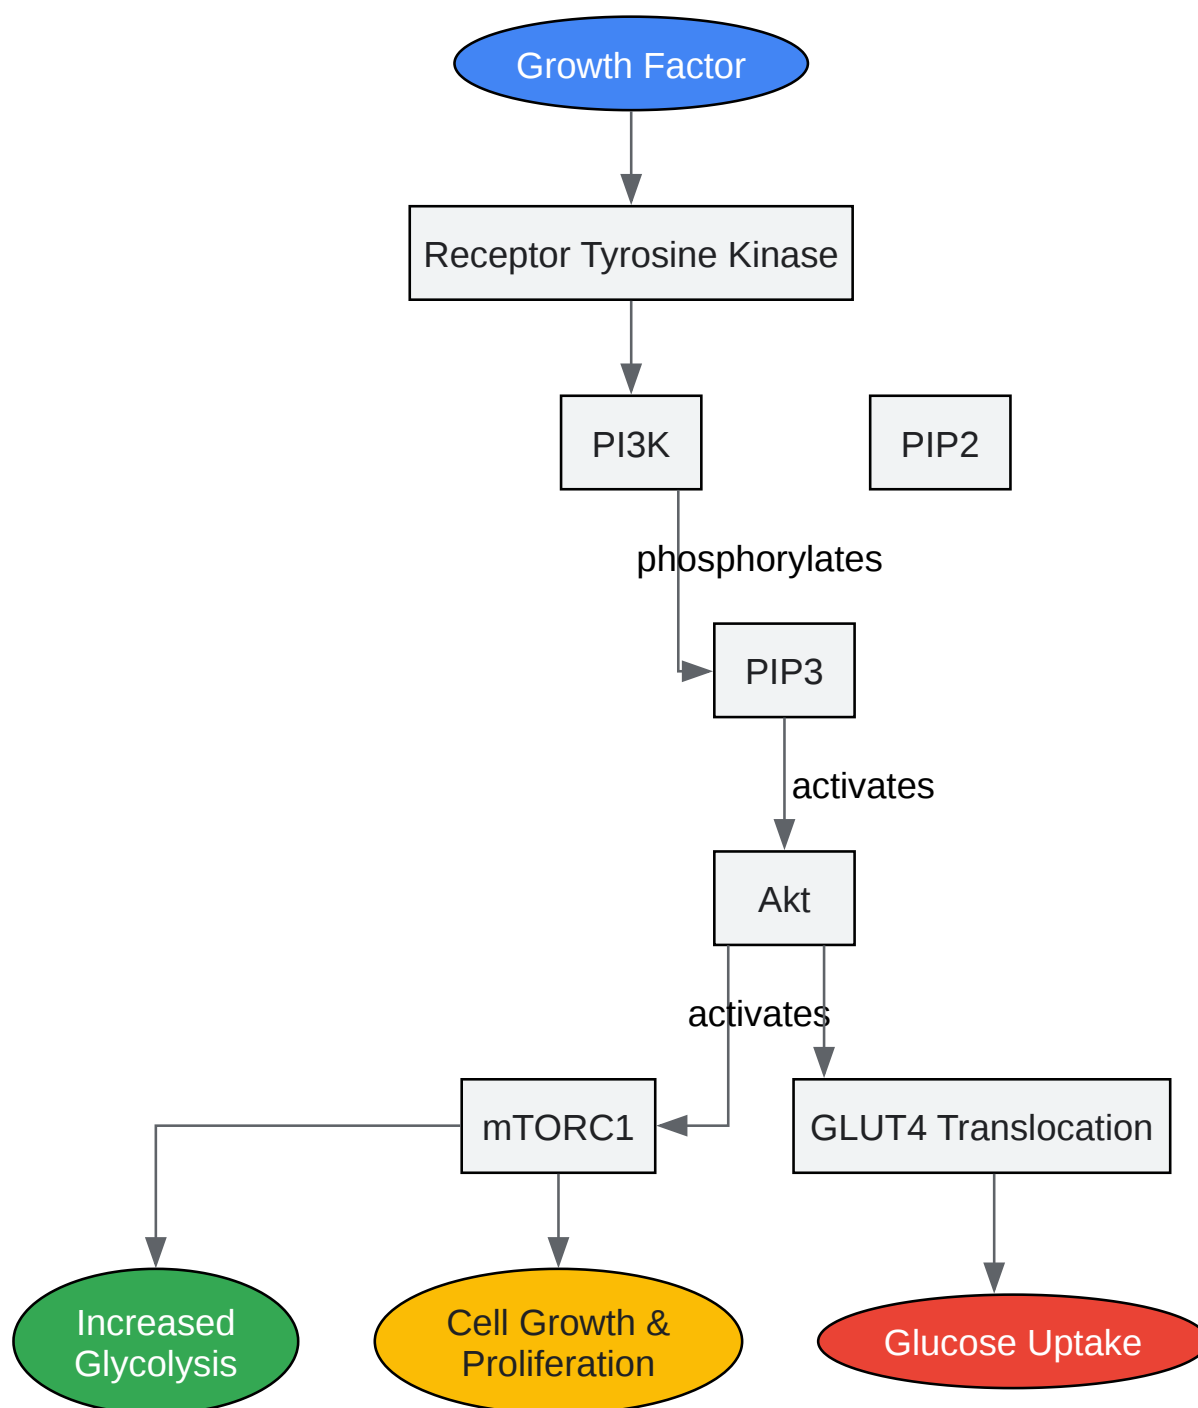 Growth Factor
Receptor Tyrosine Kinase
PI3K
PIP2
phosphorylates
PIP3
activates
Akt
activates
mTORC1
GLUT4 Translocation
Increased
Glycolysis
Cell Growth &
Proliferation
Glucose Uptake